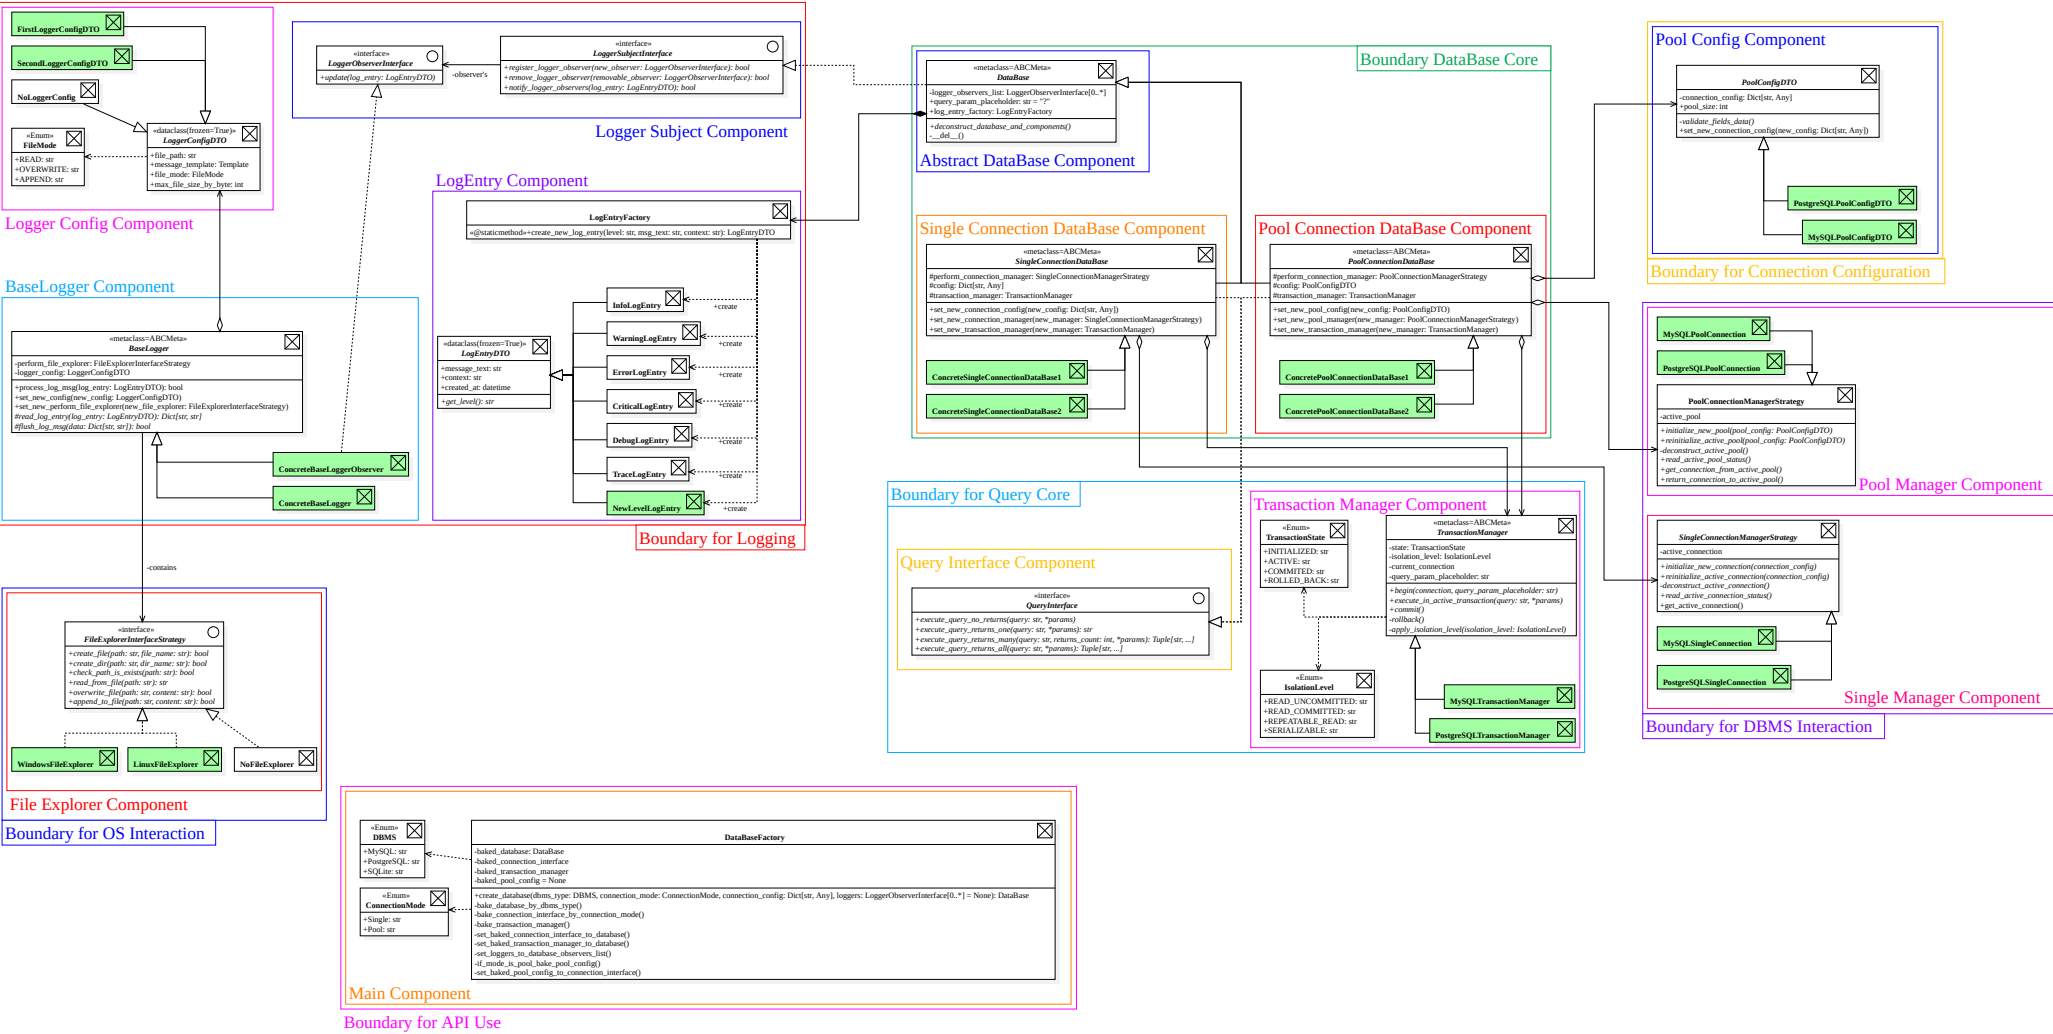 FirstLoggerConfigDTO
SecondLoggerConfigDTO
NoLoggerConfig
«Enum»
FileMode
+READ: str
+OVERWRITE: str
+APPEND: str
«dataclass(frozen=True)»
LoggerConfigDTO
+file_path: str
+message_template: Template
+file_mode: FileMode
+max_file_size_by_byte: int
Logger Config Component
«interface»
LoggerObserverInterface
+update(log_entry: LogEntryDTO)
-observer's
«interface»
LoggerSubjectInterface
+register_logger_observer(new_observer: LoggerObserverInterface): bool
+remove_logger_observer(removable_observer: LoggerObserverInterface): bool
+notify_logger_observers(log_entry: LogEntryDTO): bool
Logger Subject Component
LogEntry Component
LogEntryFactory
«@staticmethod»+create_new_log_entry(level: str, msg_text: str, context: str): LogEntryDTO
InfoLogEntry
+create
WarningLogEntry
+create
«dataclass(frozen=True)»
LogEntryDTO
+message_text: str
+context: str
+created_at: datetime
+get_level(): str
ErrorLogEntry
+create
CriticalLogEntry
+create
DebugLogEntry
+create
TraceLogEntry
+create
NewLevelLogEntry
+create
BaseLogger Component
«metaclass=ABCMeta»
BaseLogger
-perform_file_explorer: FileExplorerInterfaceStrategy
-logger_config: LoggerConfigDTO
+process_log_msg(log_entry: LogEntryDTO): bool
+set_new_config(new_config: LoggerConfigDTO)
+set_new_perform_file_explorer(new_file_explorer: FileExplorerInterfaceStrategy)
#read_log_entry(log_entry: LogEntryDTO): Dict[str, str]
#flush_log_msg(data: Dict[str, str]): bool
ConcreteBaseLoggerObserver
ConcreteBaseLogger
Boundary for Logging
-contains
«interface»
FileExplorerInterfaceStrategy
+create_file(path: str, file_name: str): bool
+create_dir(path: str, dir_name: str): bool
+check_path_is_exists(path: str): bool
+read_from_file(path: str): str
+overwrite_file(path: str, content: str): bool
+append_to_file(path: str, content: str): bool
WindowsFileExplorer
LinuxFileExplorer
NoFileExplorer
File Explorer Component
Boundary for OS Interaction
Boundary DataBase Core
«metaclass=ABCMeta»
DataBase
-logger_observers_list: LoggerObserverInterface[0..*]
+query_param_placeholder: str = "?"
+log_entry_factory: LogEntryFactory
+deconstruct_database_and_components()
-__del__()
Abstract DataBase Component
Single Connection DataBase Component
«metaclass=ABCMeta»
SingleConnectionDataBase
#perform_connection_manager: SingleConnectionManagerStrategy
#config: Dict[str, Any]
#transaction_manager: TransactionManager
+set_new_connection_config(new_config: Dict[str, Any])
+set_new_manager(new_manager: SingleConnectionManagerStrategy)
+set_new_transaction_manager(new_manager: TransactionManager)
ConcreteSingleConnectionDataBase1
ConcreteSingleConnectionDataBase2
Pool Connection DataBase Component
«metaclass=ABCMeta»
PoolConnectionDataBase
#perform_connection_manager: PoolConnectionManagerStrategy
#config: PoolConfigDTO
#transaction_manager: TransactionManager
+set_new_pool_config(new_config: PoolConfigDTO)
+set_new_pool_manager(new_manager: PoolConnectionManagerStrategy)
+set_new_transaction_manager(new_manager: TransactionManager)
ConcretePoolConnectionDataBase1
ConcretePoolConnectionDataBase2
Pool Config Component
PoolConfigDTO
-connection_config: Dict[str, Any]
+pool_size: int
-validate_fields_data()
+set_new_connection_config(new_config: Dict[str, Any])
PostgreSQLPoolConfigDTO
MySQLPoolConfigDTO
Boundary for Connection Configuration
MySQLPoolConnection
PostgreSQLPoolConnection
PoolConnectionManagerStrategy
-active_pool
+initialize_new_pool(pool_config: PoolConfigDTO)
+reinitialize_active_pool(pool_config: PoolConfigDTO)
-deconstruct_active_pool()
+read_active_pool_status()
+get_connection_from_active_pool()
+return_connection_to_active_pool()
Pool Manager Component
SingleConnectionManagerStrategy
-active_connection
+initialize_new_connection(connection_config)
+reinitialize_active_connection(connection_config)
-deconstruct_active_connection()
+read_active_connection_status()
+get_active_connection()
MySQLSingleConnection
PostgreSQLSingleConnection
Single Manager Component
Boundary for DBMS Interaction
Boundary for Query Core
Query Interface Component
«interface»
QueryInterface
+execute_query_no_returns(query: str, *params)
+execute_query_returns_one(query: str, *params): str
+execute_query_returns_many(query: str, returns_count: int, *params): Tuple[str, ...]
+execute_query_returns_all(query: str, *params): Tuple[str, ...]
Transaction Manager Component
«Enum»
TransactionState
+INITIALIZED: str
+ACTIVE: str
+COMMITED: str
+ROLLED_BACK: str
«metaclass=ABCMeta»
TransactionManager
-state: TransactionState
-isolation_level: IsolationLevel
-current_connection
-query_param_placeholder: str
+begin(connection, query_param_placeholder: str)
+execute_in_active_transaction(query: str, *params)
+commit()
-rollback()
-apply_isolation_level(isolation_level: IsolationLevel)
«Enum»
IsolationLevel
+READ_UNCOMMITTED: str
+READ_COMMITTED: str
+REPEATABLE_READ: str
+SERIALIZABLE: str
MySQLTransactionManager
PostgreSQLTransactionManager
«Enum»
DBMS
+MySQL: str
+PostgreSQL: str
+SQLite: str
«Enum»
ConnectionMode
+Single: str
+Pool: str
DataBaseFactory
-baked_database: DataBase
-baked_connection_interface
-baked_transaction_manager
-baked_pool_config = None
+create_database(dbms_type: DBMS, connection_mode: ConnectionMode, connection_config: Dict[str, Any], loggers: LoggerObserverInterface[0..*] = None): DataBase
-bake_database_by_dbms_type()
-bake_connection_interface_by_connection_mode()
-bake_transaction_manager()
-set_baked_connection_interface_to_database()
-set_baked_transaction_manager_to_database()
-set_loggers_to_database_observers_list()
-if_mode_is_pool_bake_pool_config()
-set_baked_pool_config_to_connection_interface()
Main Component
Boundary for API Use